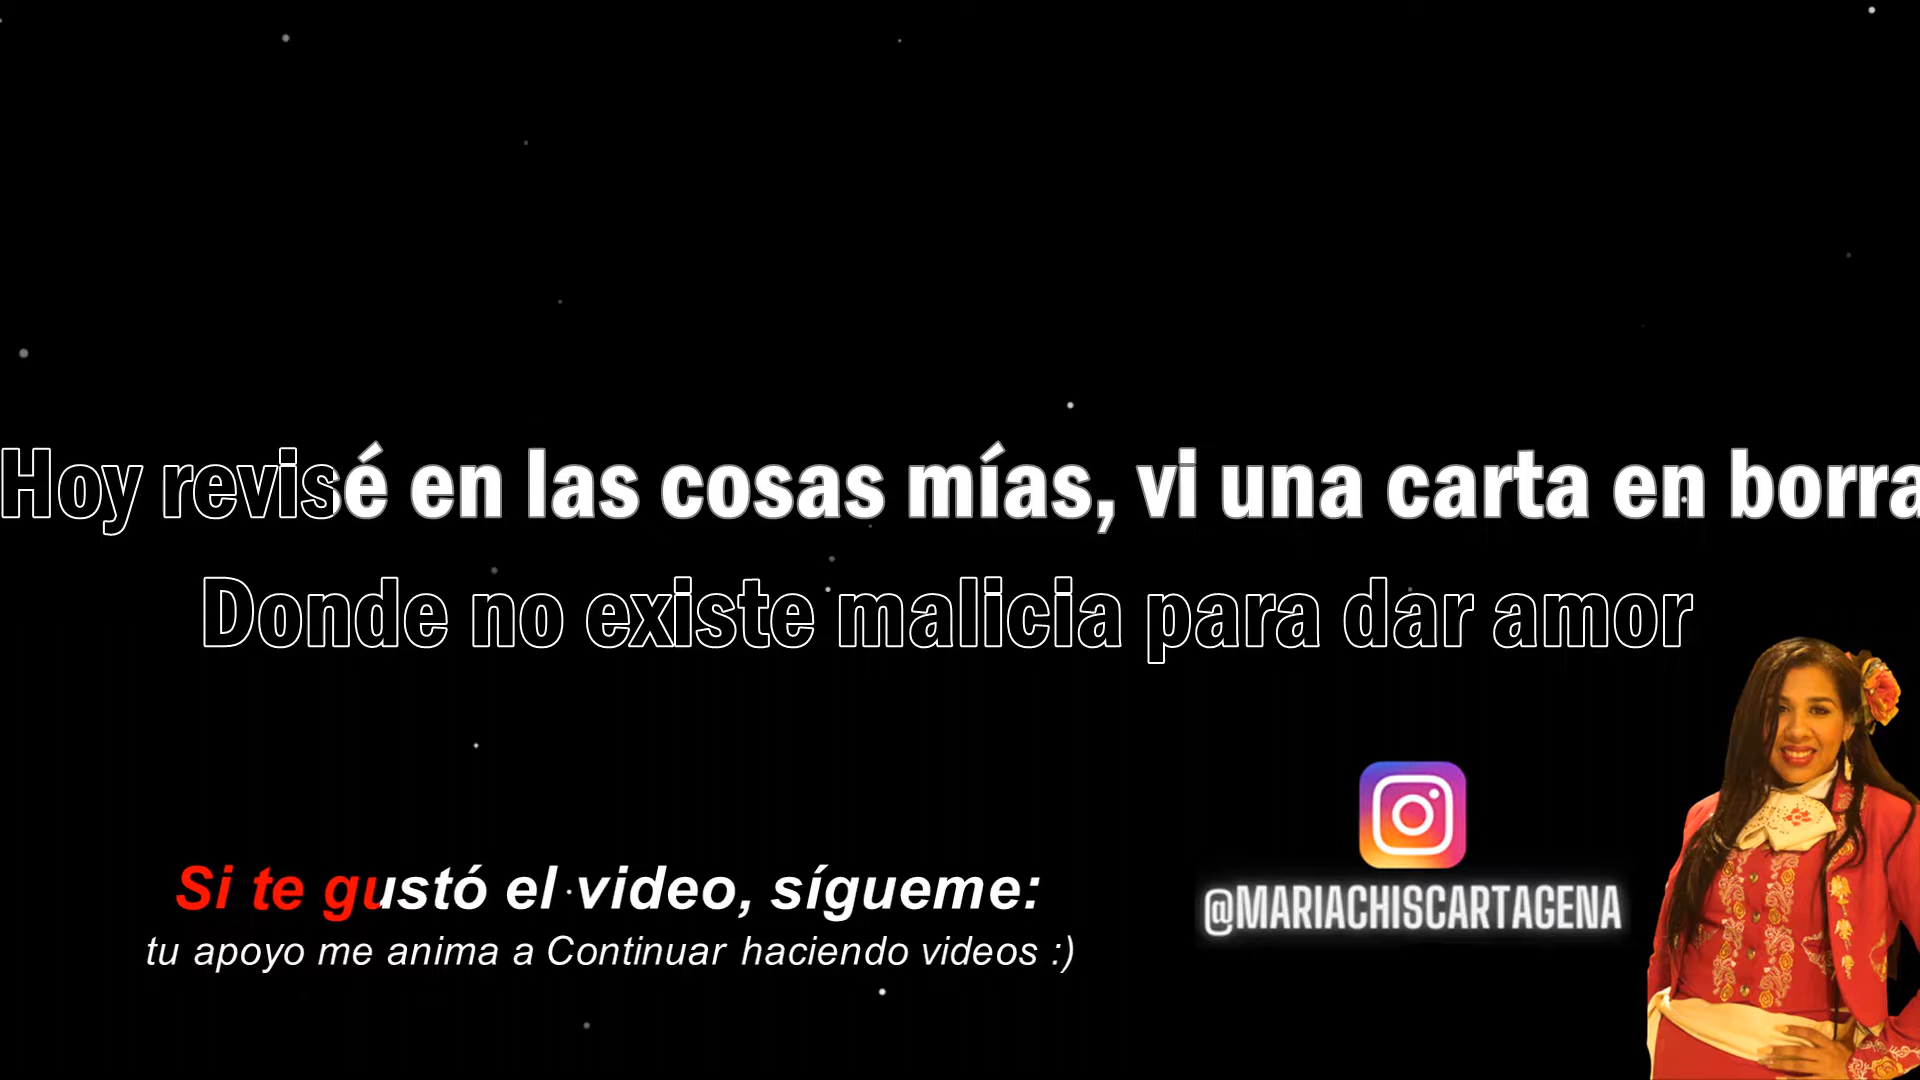 Hoy revisé en las cosas mías, vi una carta en borra
Donde no existe malicia para dar amor
Si te gustó el video, sígueme:
tu apoyo me anima a Continuar haciendo videos :)
@MARIACHISCARTAGENA